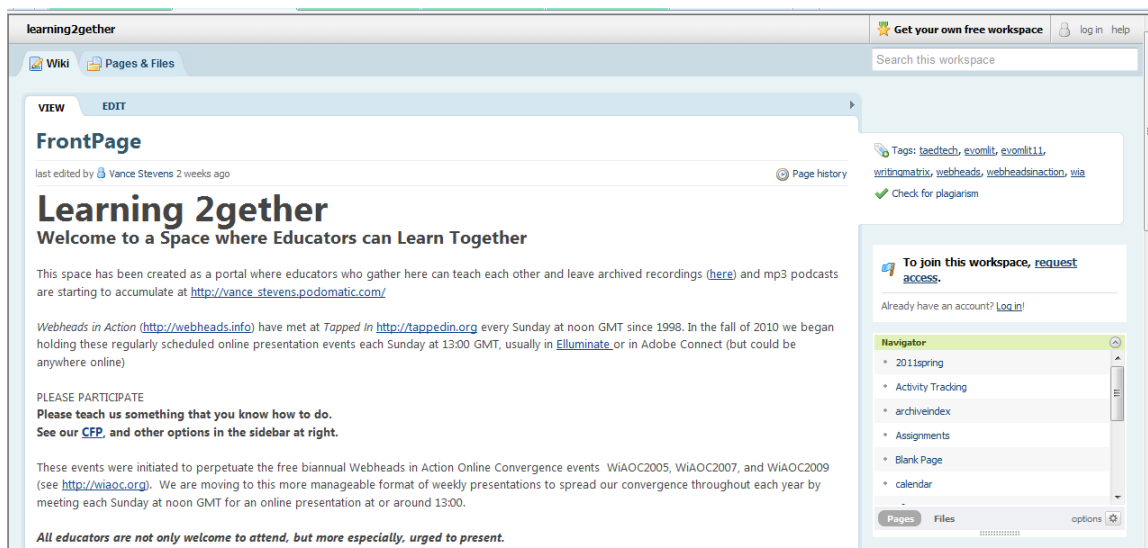 learning2gether
Get your own free workspace
log in help
Wiki
Pages & Files
Search this workspace
VIEW
EDIT
FrontPage
last edited by Vance Stevens 2 weeks ago
Page history
Learning 2gether
Welcome to a Space where Educators can Learn Together
This space has been created as a portal where educators who gather here can teach each other and leave archived recordings (here) and mp3 podcasts
are starting to accumulate at http://vance_stevens.podomatic.com/
Webheads in Action (http://webheads.info) have met at Tapped In http://tappedin.org every Sunday at noon GMT since 1998. In the fall of 2010 we began
holding these regularly scheduled online presentation events each Sunday at 13:00 GMT, usually in Elluminate or in Adobe Connect (but could be
anywhere online)
PLEASE PARTICIPATE
Please teach us something that you know how to do.
See our CFP, and other options in the sidebar at right.
These events were initiated to perpetuate the free biannual Webheads in Action Online Convergence events WiAOC2005, WiAOC2007, and WiAOC2009
(see http://wiaoc.org). We are moving to this more manageable format of weekly presentations to spread our convergence throughout each year by
meeting each Sunday at noon GMT for an online presentation at or around 13:00.
All educators are not only welcome to attend, but more especially, urged to present.
Tags: taedtech, evomlit, evomlit11,
writingmatrix, webheads, webheadsinaction, wia
Check for plagiarism
To join this workspace, request
access.
Already have an account? Log in!
Navigator
2011spring
Activity Tracking
archiveindex
Assignments
Blank Page
calendar
Pages
Files
options